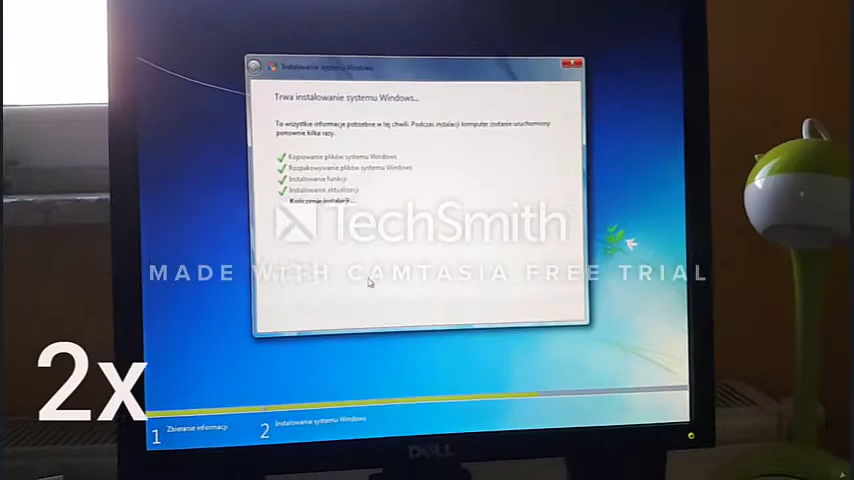 Instalowanie systemu Windows
Trwa instalowanie systemu Windows...
To wszystkie informacje potrzebne w tej chwili. Podczas instalacji komputer zostanie uruchomiony
ponownie kilka razy.
Kopiowanie plików systemu Windows
Rozpakowywanie plików systemu Windows
Instalowanie funkcji
Instalowanie aktualizacji
Kończenie instalacji...
TechSmith
MADE WITH CAMTASIA FREE TRIAL
2x
1 Zbieranie informacji
2 Instalowanie systemu Windows
DELL